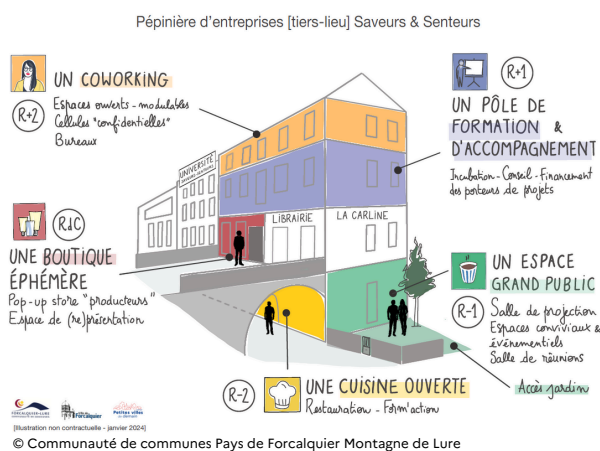 Pépinière d'entreprises [tiers-lieu] Saveurs & Senteurs
UN COWORKING
R+2
Espaces ouverts - modulables
Cellules "confidentielles"
Bureaux
R+1
UN PÔLE DE
FORMATION &
D'ACCOMPAGNEMENT
Incubation - Conseil - Financement
des porteurs de projets
UNIVERSITÉ
LIBRAIRIE
LA CARLINE
RdC
UNE BOUTIQUE
ÉPHÉMÈRE
Pop-up store "producteurs"
Espace de (re)présentation
UN ESPACE
GRAND PUBLIC
R-1
Salle de projection
Espaces conviviaux &
événementiels
Salle de réunions
Accès jardin
R-2
UNE CUISINE OUVERTE
Restauration - Form'action
FORCALQUIER-LURE
Forcalquier
Petites villes
de demain
[Illustration non contractuelle - janvier 2024]
© Communauté de communes Pays de Forcalquier Montagne de Lure